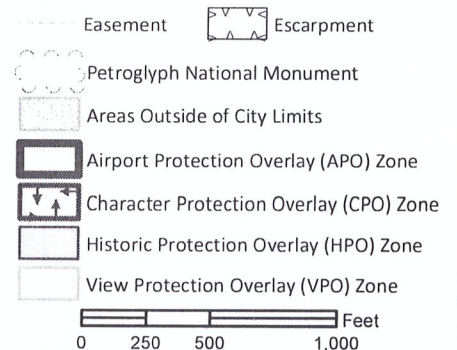 Easement Escarpment
Petroglyph National Monument
Areas Outside of City Limits
Airport Protection Overlay (APO) Zone
Character Protection Overlay (CPO) Zone
Historic Protection Overlay (HPO) Zone
View Protection Overlay (VPO) Zone
Feet
0 250 500 1,000